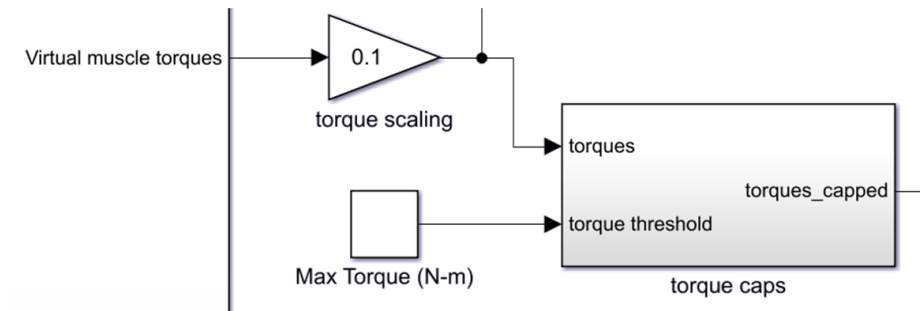 Virtual muscle torques
0.1
torque scaling
torques
torques_capped
torque threshold
Max Torque (N-m)
torque caps